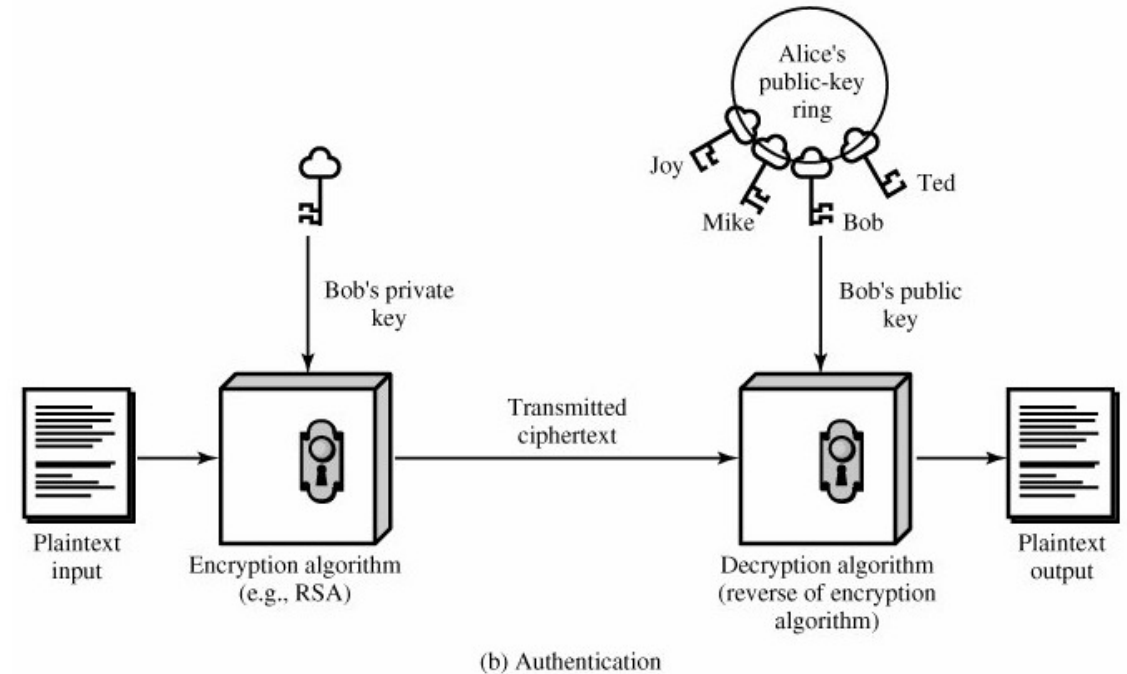 Alice's
public-key
ring
Joy
Mike
Bob
Ted
Bob's private
key
Bob's public
key
Transmitted
ciphertext
Plaintext
input
Encryption algorithm
(e.g., RSA)
Decryption algorithm
(reverse of encryption
algorithm)
Plaintext
output
(b) Authentication